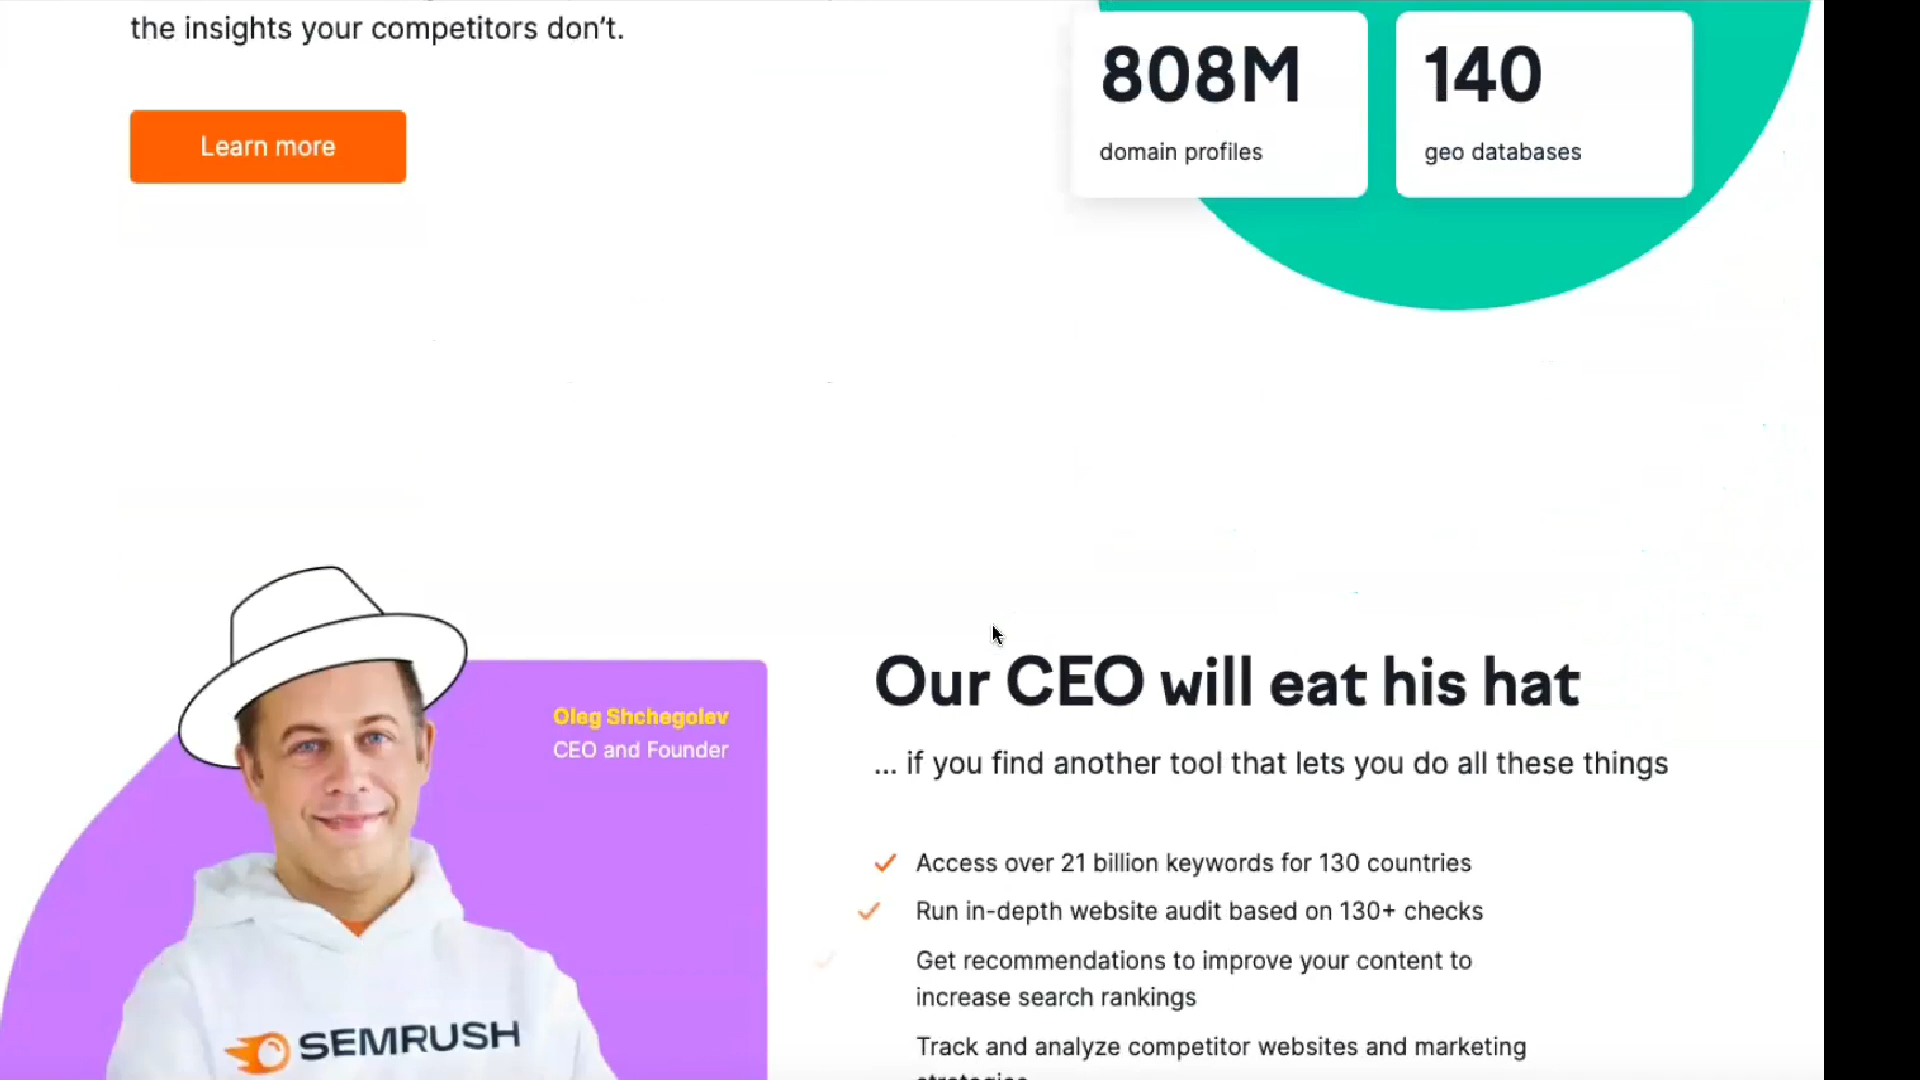 the insights your competitors don’t.
Learn more
808M
domain profiles
140
geo databases
Oleg Shchegolev
CEO and Founder
SEMRUSH
Our CEO will eat his hat
... if you find another tool that lets you do all these things
Access over 21 billion keywords for 130 countries
Run in-depth website audit based on 130+ checks
Get recommendations to improve your content to
increase search rankings
Track and analyze competitor websites and marketing